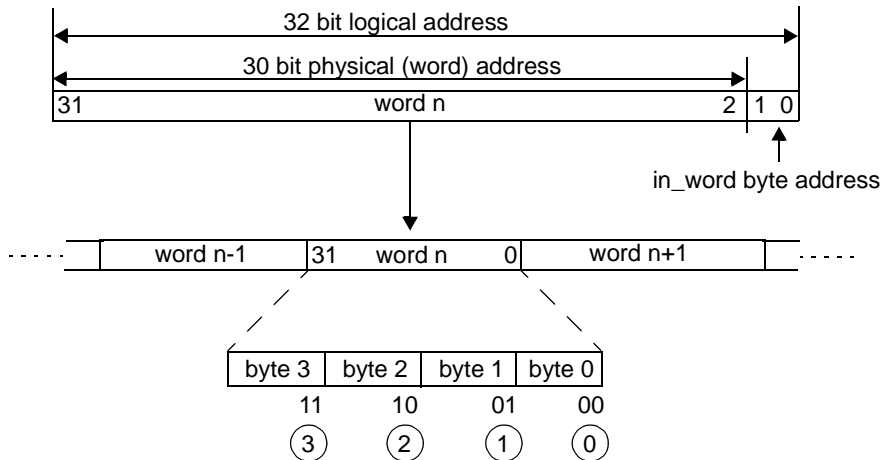 32 bit logical address
30 bit physical (word) address
31 word n 2 1 0
in_word byte address
word n-1 31 word n 0 word n+1
byte 3 byte 2 byte 1 byte 0
11 10 01 00
3 2 1 0